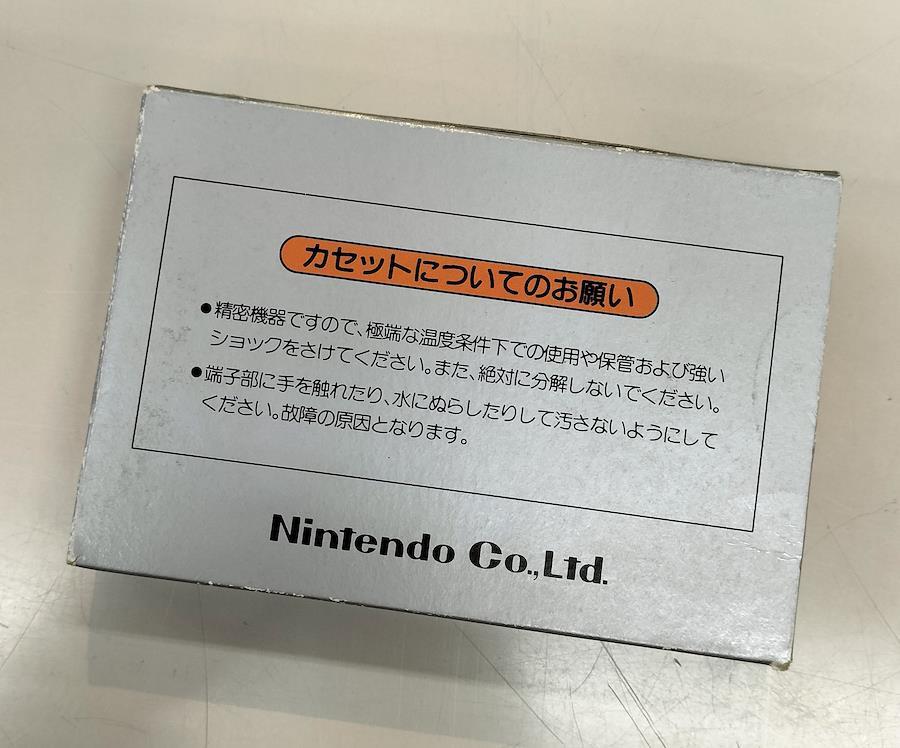 カセットについてのお願い
●精密機器ですので、極端な温度条件下での使用や保管および強い
ショックをさけてください。また、絶対に分解しないでください。
●端子部に手を触れたり、水にぬらしたりして汚さないようにして
ください。故障の原因となります。
Nintendo Co.,Ltd.